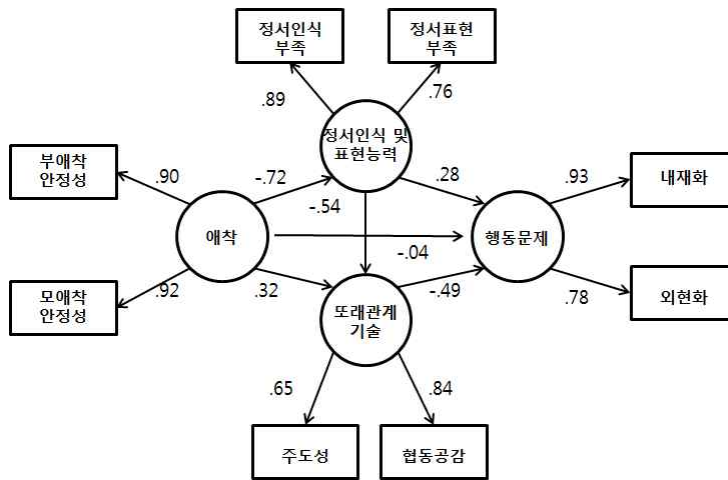 정서인식
부족
정서표현
부족
.89
.76
정서인식 및
표현능력
부애착
안정성
.90
-.72
.28
.93
내재화
-.54
애착
행동문제
-.04
모애착
안정성
.92
.32
-.49
.78
외현화
또래관계
기술
.65
.84
주도성
협동공감